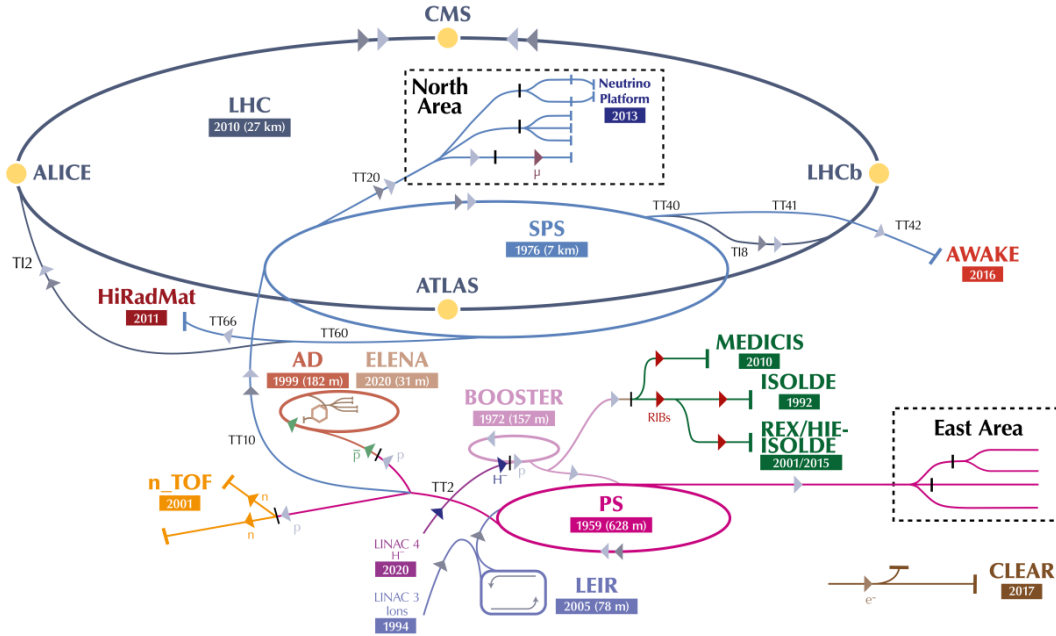 CMS
North
Area
Neutrino
Platform
2013
LHC
2010 (27 km)
ALICE
LHCb
TT20
μ
SPS
1976 (7 km)
TT40
TT41
TT42
TI8
TI2
AWAKE
2016
HiRadMat
2011
ATLAS
TT66
TT60
AD
1999 (182 m)
ELENA
2020 (31 m)
MEDICIS
2010
BOOSTER
1972 (157 m)
ISOLDE
1992
RIBs
REX/HIE-
ISOLDE
2001/2015
East Area
TT10
p̅
p
H⁻
p
TT2
n_TOF
2001
n
n
p
PS
1959 (628 m)
LINAC 4
H⁻
2020
LINAC 3
Ions
1994
LEIR
2005 (78 m)
e⁻
CLEAR
2017